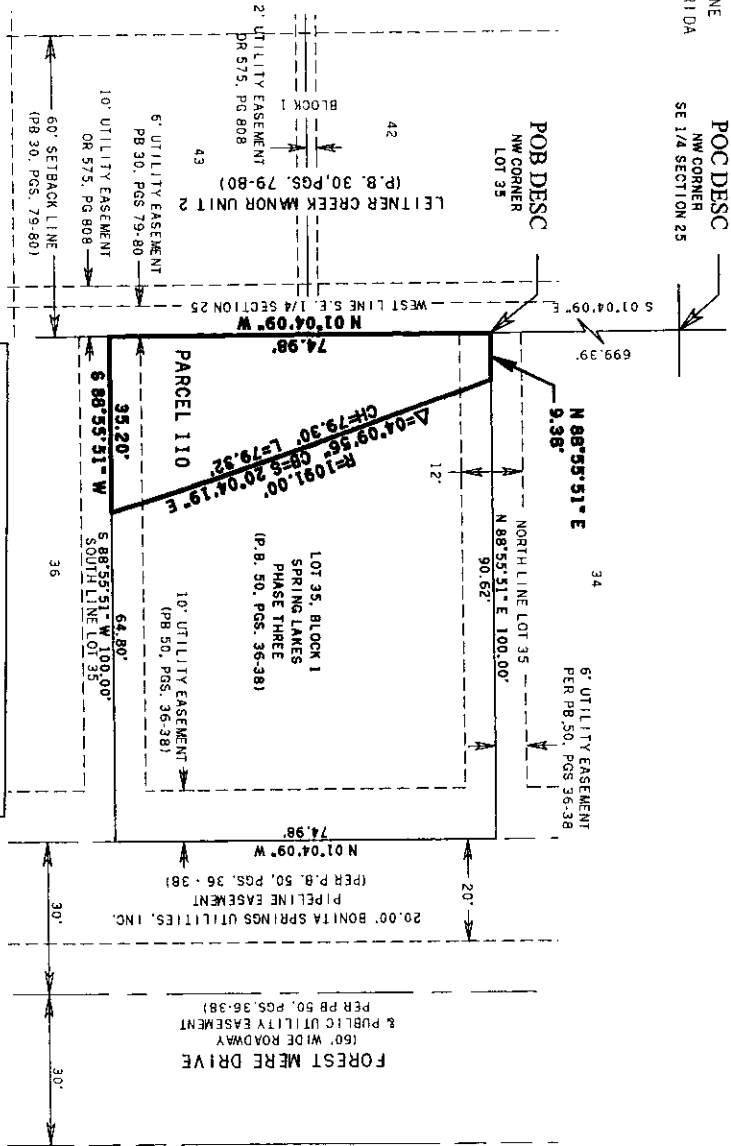 NE
RIDA
POC DESC
NW CORNER
SE 1/4 SECTION 25
POB DESC
NW CORNER
LOT 35
S 01°04'09" E
699.39'
N 88°55'51" E
9.38'
34
6' UTILITY EASEMENT
PER PB.50, PGS 36-38
NORTH LINE LOT 35
N 88°55'51" E 100.00'
90.62'
12'
20'
2' UTILITY EASEMENT
OR 575, PG 808
BLOCK 1
42
43
LEITNER CREEK MANOR UNIT 2
(P.B. 30,PGS. 79-80)
6' UTILITY EASEMENT
PB 30, PGS 79-80
10' UTILITY EASEMENT
OR 575, PG 808
60' SETBACK LINE
(PB 30, PGS. 79-80)
WEST LINE S.E. 1/4 SECTION 25
N 01°04'09" W
74.98'
PARCEL 110
R=1091.00'
Δ=04°09'56" CB=S 20°04'19" E
CH=79.30' L=79.32'
35.20'
S 88°55'51" W
LOT 35, BLOCK 1
SPRING LAKES
PHASE THREE
(P.B. 50, PGS. 36-38)
10' UTILITY EASEMENT
(PB 50, PGS. 36-38)
64.80'
S 88°55'51" W 100.00'
SOUTH LINE LOT 35
36
74.98'
N 01°04'09" W
20.00' BONITA SPRINGS UTILITIES, INC.
PIPELINE EASEMENT
(PER P.B. 50, PGS. 36 - 38)
30'
30'
FOREST MERE DRIVE
(60' WIDE ROADWAY
& PUBLIC UTILITY EASEMENT
PER PB 50, PGS.36-38)